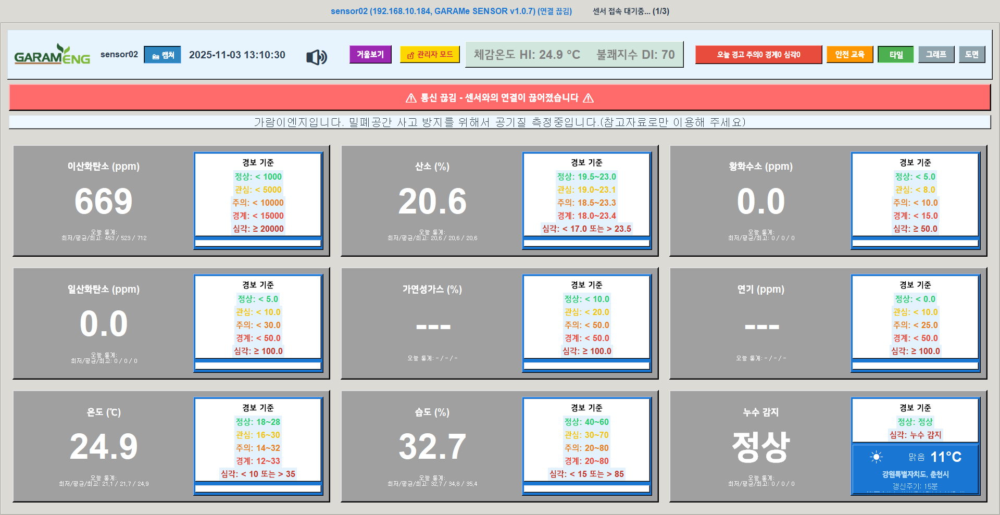 sensor02 (192.168.10.184, GARAMe SENSOR v1.0.7) (연결 끊김) 센서 접속 대기중... (1/3)
GARAMENG sensor02 캡처 2025-11-03 13:10:30 거울보기 관리자 모드 체감온도 HI: 24.9 °C 불쾌지수 DI: 70 오늘 경고 주의0 경계0 심각0 안전 교육 타일 그래프 도면
⚠ 통신 끊김 - 센서와의 연결이 끊어졌습니다 ⚠
가람이엔지입니다. 밀폐공간 사고 방지를 위해서 공기질 측정중입니다.(참고자료로만 이용해 주세요)
이산화탄소 (ppm)
669
오늘 통계:
최저/평균/최고: 453 / 523 / 712
경보 기준
정상: < 1000
관심: < 5000
주의: < 10000
경계: < 15000
심각: ≥ 20000
산소 (%)
20.6
오늘 통계:
최저/평균/최고: 20.6 / 20.6 / 20.6
경보 기준
정상: 19.5~23.0
관심: 19.0~23.1
주의: 18.5~23.3
경계: 18.0~23.4
심각: < 17.0 또는 > 23.5
황화수소 (ppm)
0.0
오늘 통계:
최저/평균/최고: 0 / 0 / 0
경보 기준
정상: < 5.0
관심: < 8.0
주의: < 10.0
경계: < 15.0
심각: ≥ 50.0
일산화탄소 (ppm)
0.0
오늘 통계:
최저/평균/최고: 0 / 0 / 0
경보 기준
정상: < 5.0
관심: < 10.0
주의: < 30.0
경계: < 50.0
심각: ≥ 100.0
가연성가스 (%)
---
오늘 통계: - / - / -
경보 기준
정상: < 10.0
관심: < 20.0
주의: < 50.0
경계: < 50.0
심각: ≥ 100.0
연기 (ppm)
---
오늘 통계: - / - / -
경보 기준
정상: < 0.0
관심: < 10.0
주의: < 25.0
경계: < 50.0
심각: ≥ 100.0
온도 (℃)
24.9
오늘 통계:
최저/평균/최고: 21.1 / 21.7 / 24.9
경보 기준
정상: 18~28
관심: 16~30
주의: 14~32
경계: 12~33
심각: < 10 또는 > 35
습도 (%)
32.7
오늘 통계:
최저/평균/최고: 32.7 / 34.8 / 35.4
경보 기준
정상: 40~60
관심: 30~70
주의: 20~80
경계: 20~80
심각: < 15 또는 > 85
누수 감지
정상
오늘 통계:
최저/평균/최고: 0 / 0 / 0
경보 기준
정상: 정상
심각: 누수 감지
맑음 11°C
강원특별자치도, 춘천시
갱신주기: 15분